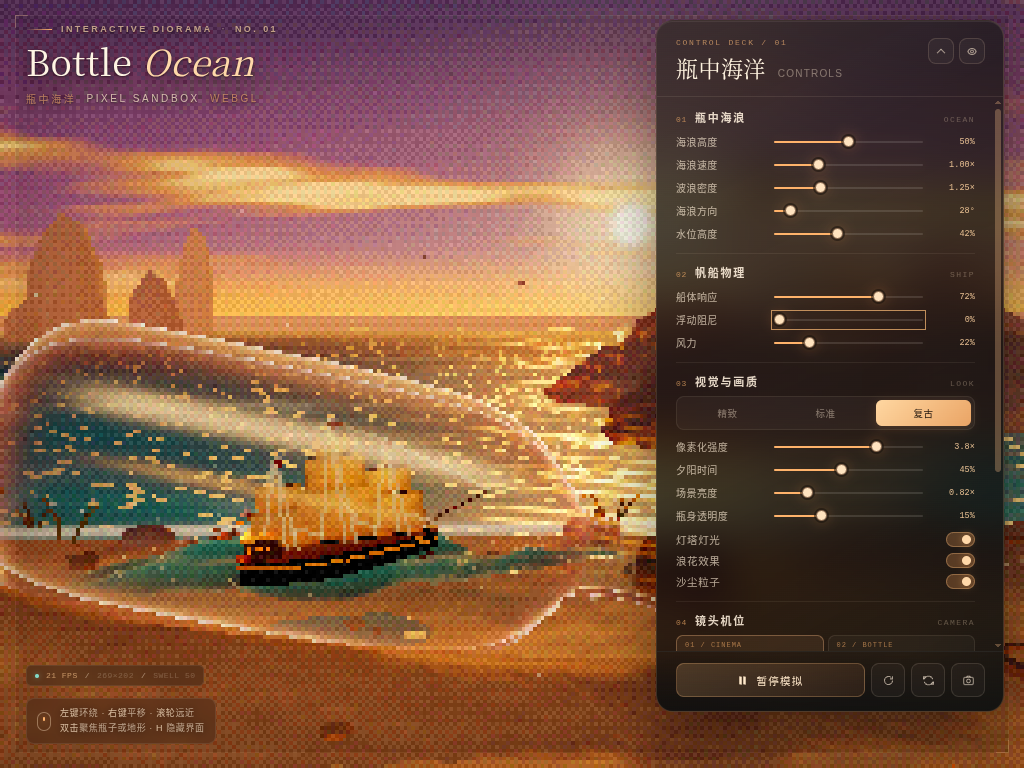 INTERACTIVE DIORAMA · NO. 01
Bottle Ocean
瓶中海洋 PIXEL SANDBOX WEBGL
CONTROL DECK / 01
瓶中海洋 CONTROLS
01 瓶中海浪 OCEAN
海浪高度 50%
海浪速度 1.00×
波浪密度 1.25×
海浪方向 28°
水位高度 42%
02 帆船物理 SHIP
船体响应 72%
浮动阻尼 0%
风力 22%
03 视觉与画质 LOOK
精致 标准 复古
像素化强度 3.8×
夕阳时间 45%
场景亮度 0.82×
瓶身透明度 15%
灯塔灯光
浪花效果
沙尘粒子
04 镜头机位 CAMERA
01 / CINEMA 02 / BOTTLE
暂停模拟
21 FPS / 269×202 / SWELL 50
左键环绕 · 右键平移 · 滚轮远近
双击聚焦瓶子或地形 · H 隐藏界面